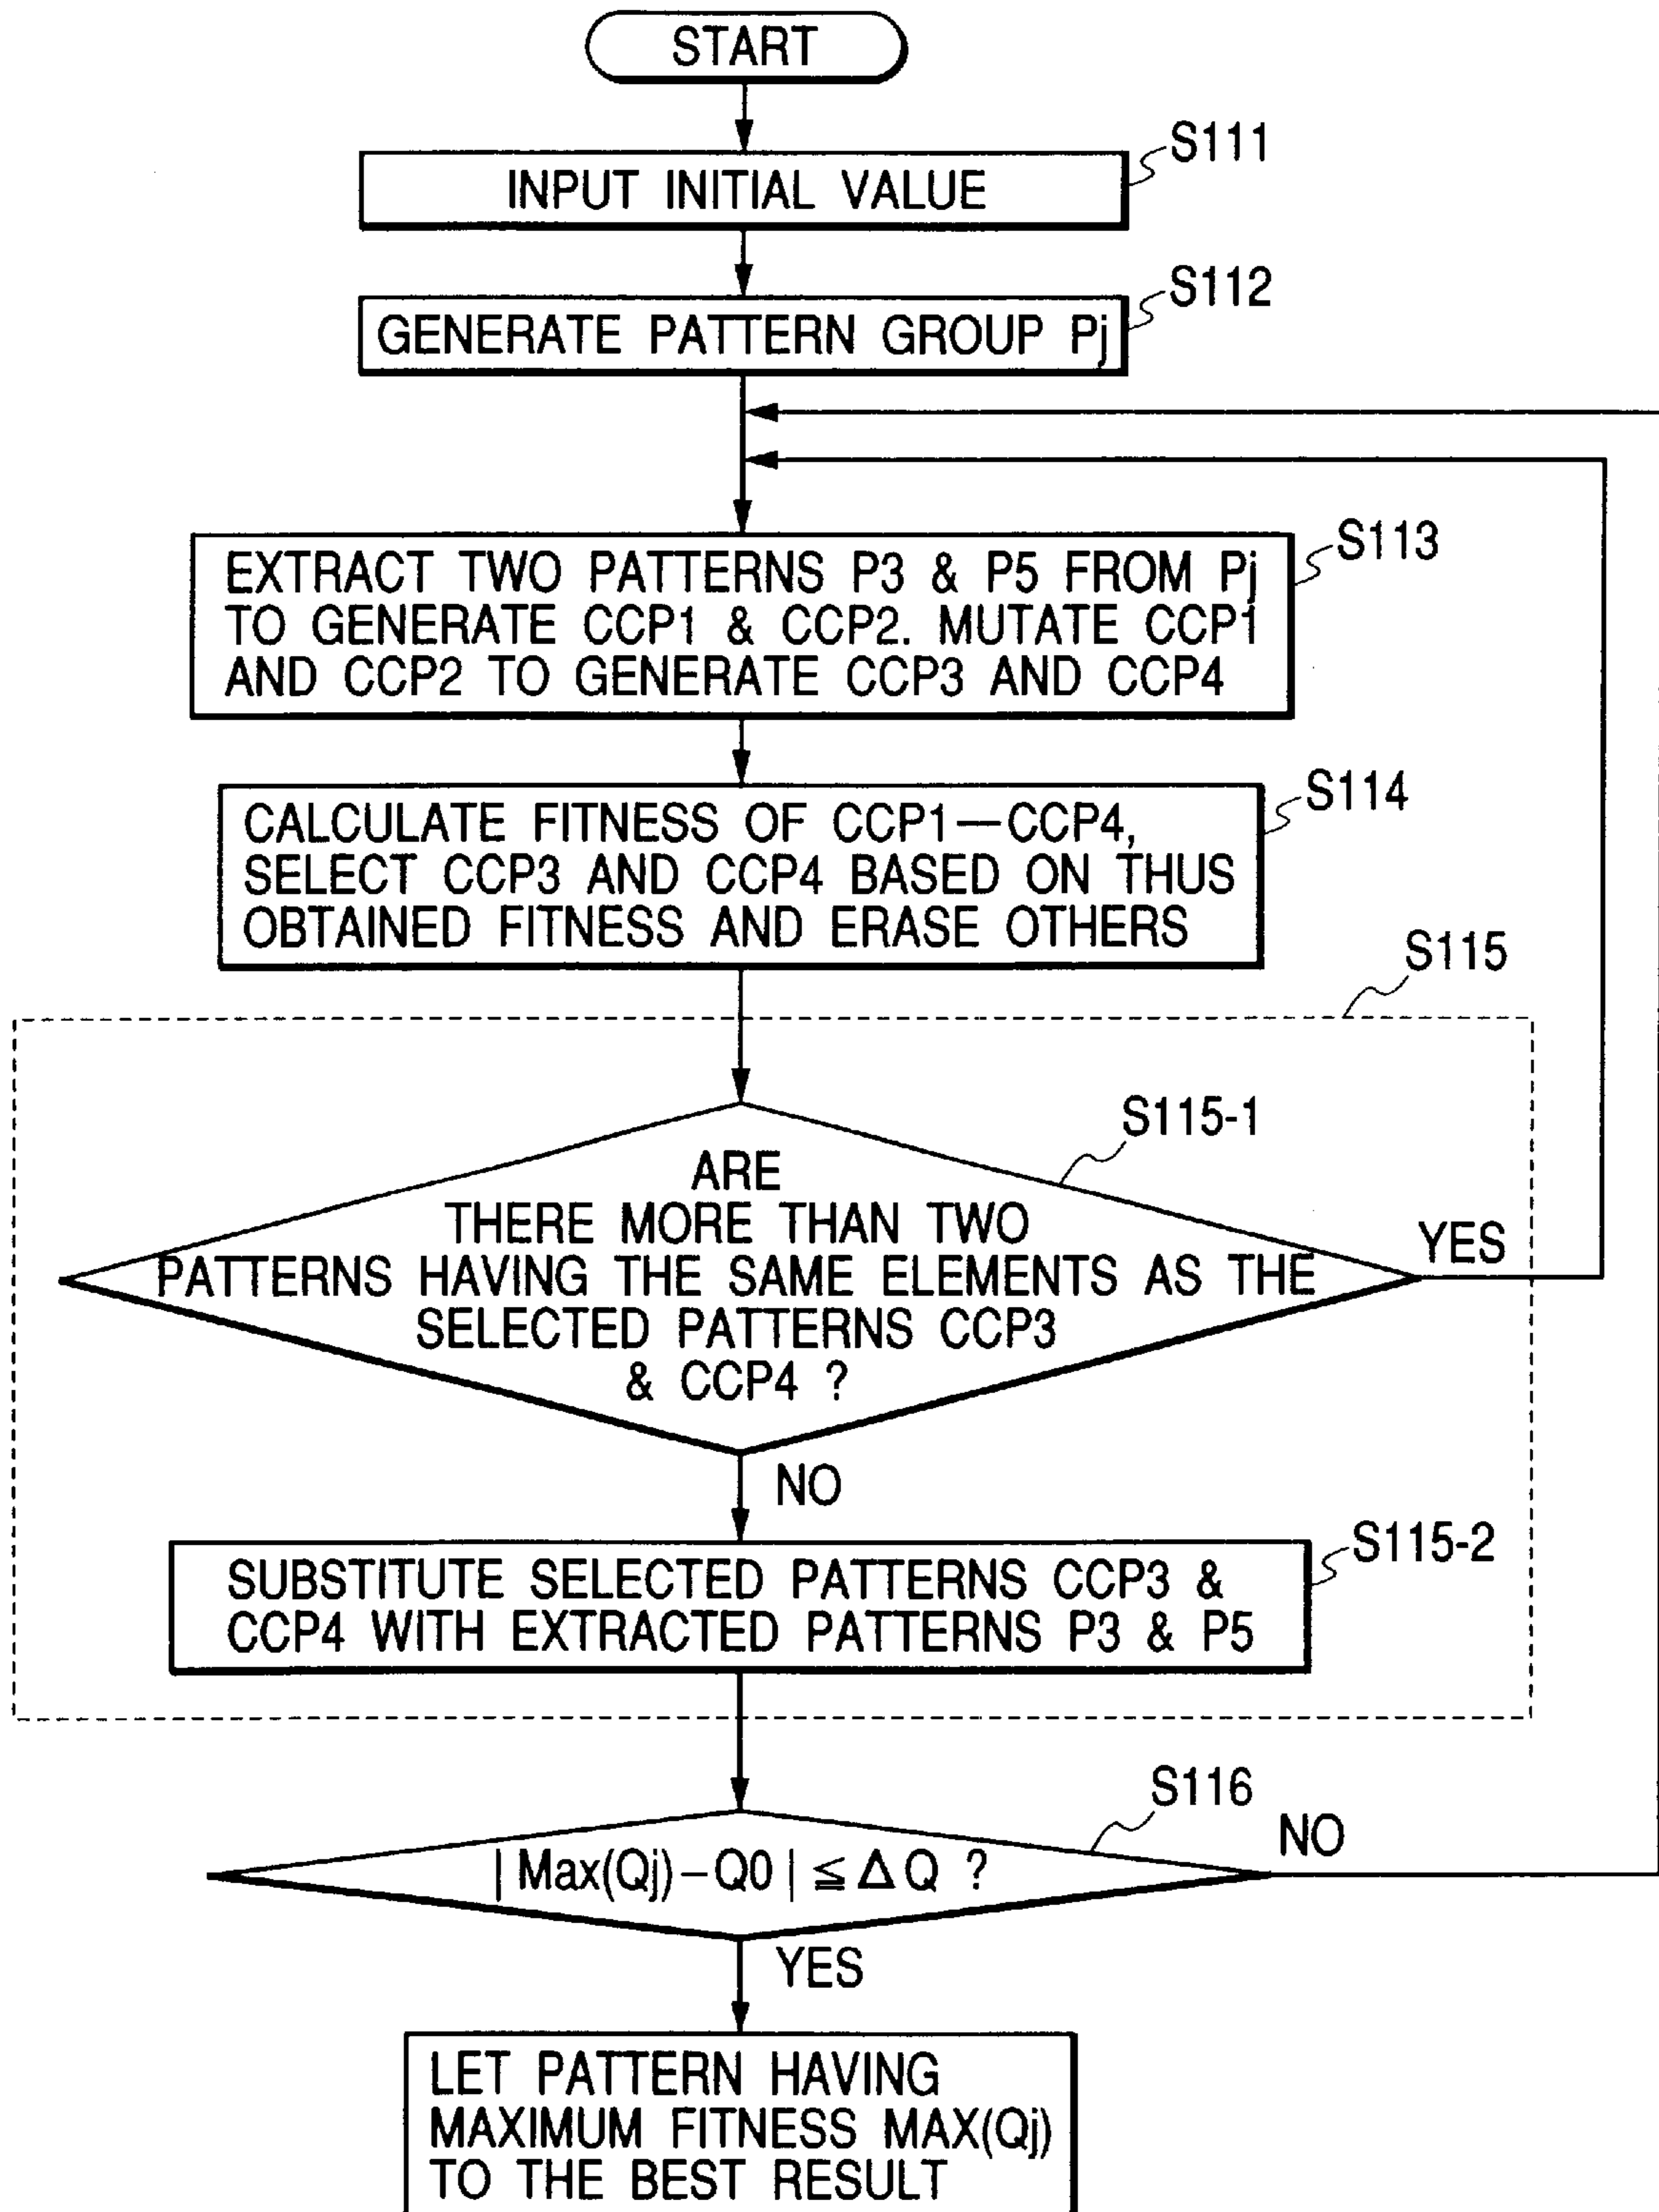 START
S111
INPUT INITIAL VALUE
S112
GENERATE PATTERN GROUP Pj
S113
EXTRACT TWO PATTERNS P3 & P5 FROM Pj
TO GENERATE CCP1 & CCP2. MUTATE CCP1
AND CCP2 TO GENERATE CCP3 AND CCP4
S114
CALCULATE FITNESS OF CCP1—CCP4,
SELECT CCP3 AND CCP4 BASED ON THUS
OBTAINED FITNESS AND ERASE OTHERS
S115
S115-1
ARE
THERE MORE THAN TWO
PATTERNS HAVING THE SAME ELEMENTS AS THE
SELECTED PATTERNS CCP3
& CCP4 ?
YES
NO
S115-2
SUBSTITUTE SELECTED PATTERNS CCP3 &
CCP4 WITH EXTRACTED PATTERNS P3 & P5
S116
| Max(Qj)–Q0 | ≦ Δ Q ?
NO
YES
LET PATTERN HAVING
MAXIMUM FITNESS MAX(Qj)
TO THE BEST RESULT